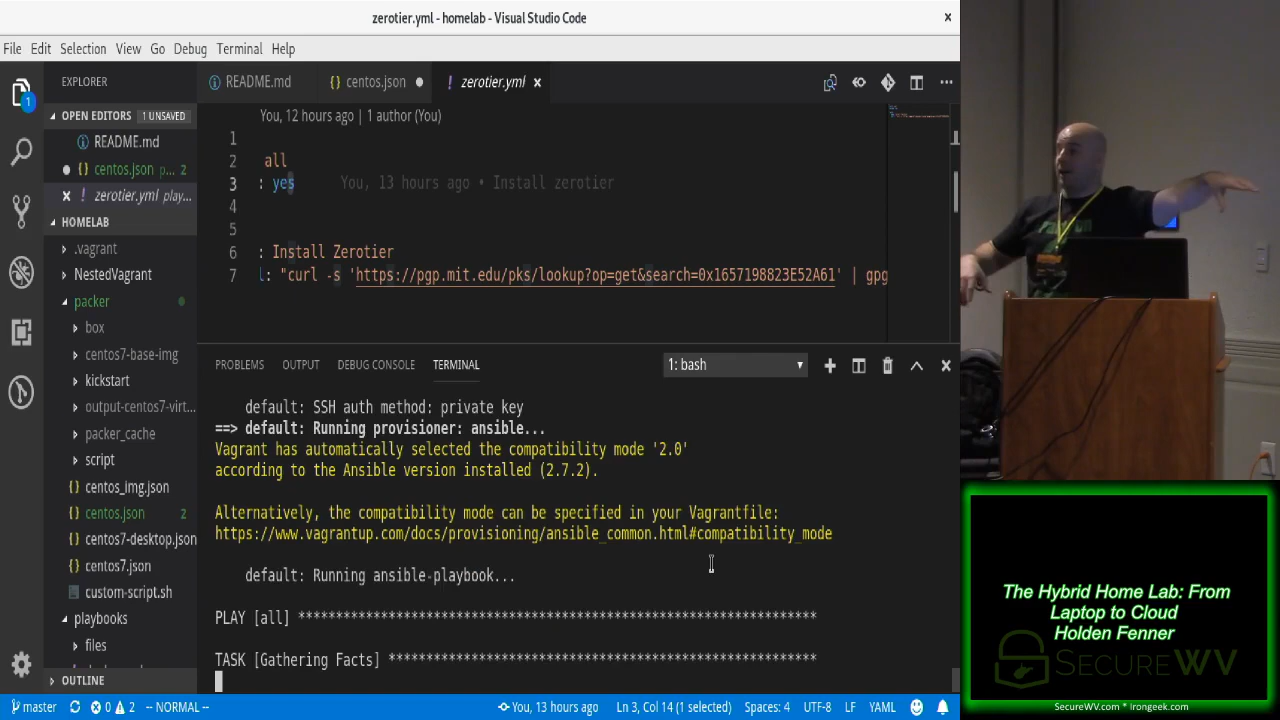 zerotier.yml - homelab - Visual Studio Code
File Edit Selection View Go Debug Terminal Help
1
EXPLORER
README.md
centos.json
! zerotier.yml
OPEN EDITORS 1 UNSAVED
README.md
{} centos.json p... 2
! zerotier.yml play...
HOMELAB
.vagrant
NestedVagrant
packer
box
centos7-base-img
kickstart
output-centos7-virt...
packer_cache
script
{} centos_img.json
{} centos.json 2
{} centos7-desktop.json
{} centos7.json
custom-script.sh
playbooks
files
OUTLINE
You, 12 hours ago | 1 author (You)
1
2 all
3 : yes You, 13 hours ago • Install zerotier
4
5
6 : Install Zerotier
7 l: "curl -s 'https://pgp.mit.edu/pks/lookup?op=get&search=0x1657198823E52A61' | gpg
PROBLEMS OUTPUT DEBUG CONSOLE TERMINAL 1: bash
default: SSH auth method: private key
==> default: Running provisioner: ansible...
Vagrant has automatically selected the compatibility mode '2.0'
according to the Ansible version installed (2.7.2).
Alternatively, the compatibility mode can be specified in your Vagrantfile:
https://www.vagrantup.com/docs/provisioning/ansible_common.html#compatibility_mode
default: Running ansible-playbook...
PLAY [all] *********************************************************************
TASK [Gathering Facts] *********************************************************
master 0 2 -- NORMAL -- You, 13 hours ago Ln 3, Col 14 (1 selected) Spaces: 4 UTF-8 LF YAML
The Hybrid Home Lab: From
Laptop to Cloud
Holden Fenner
SECUREWV
SecureWV.com * Irongeek.com